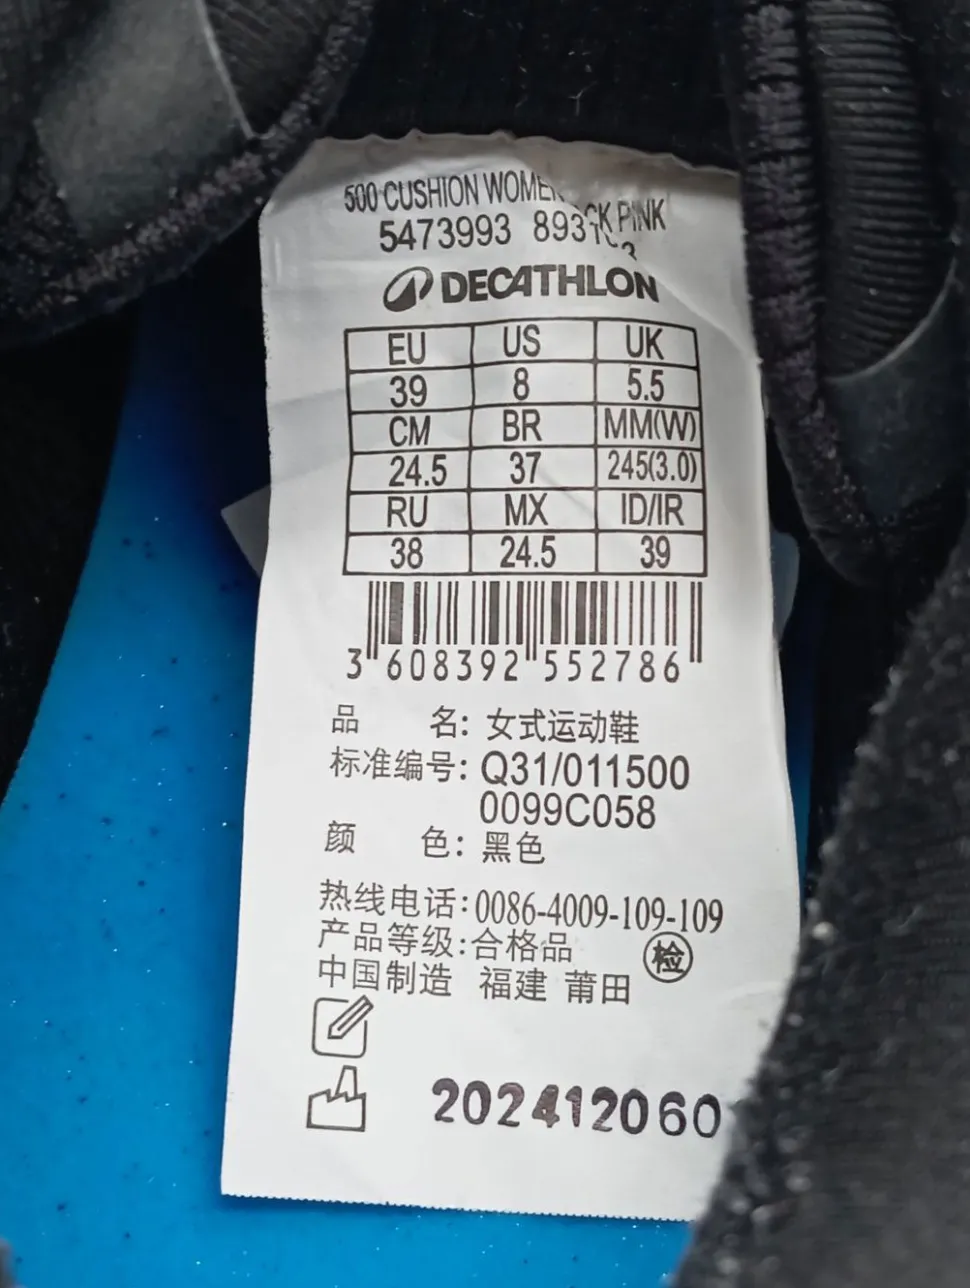 500 CUSHION WOMEN PINK
5473993
DECATHLON
EU US UK
39 8 5.5
CM BR MM(W)
24.5 37 245(3.0)
RU MX ID/IR
38 24.5 39
3 608392 552786
品 名: 女式运动鞋
标准编号: Q31/011500
0099C058
颜 色: 黑色
热线电话:0086-4009-109-109
产品等级:合格品 检
中国制造 福建 莆田
202412060